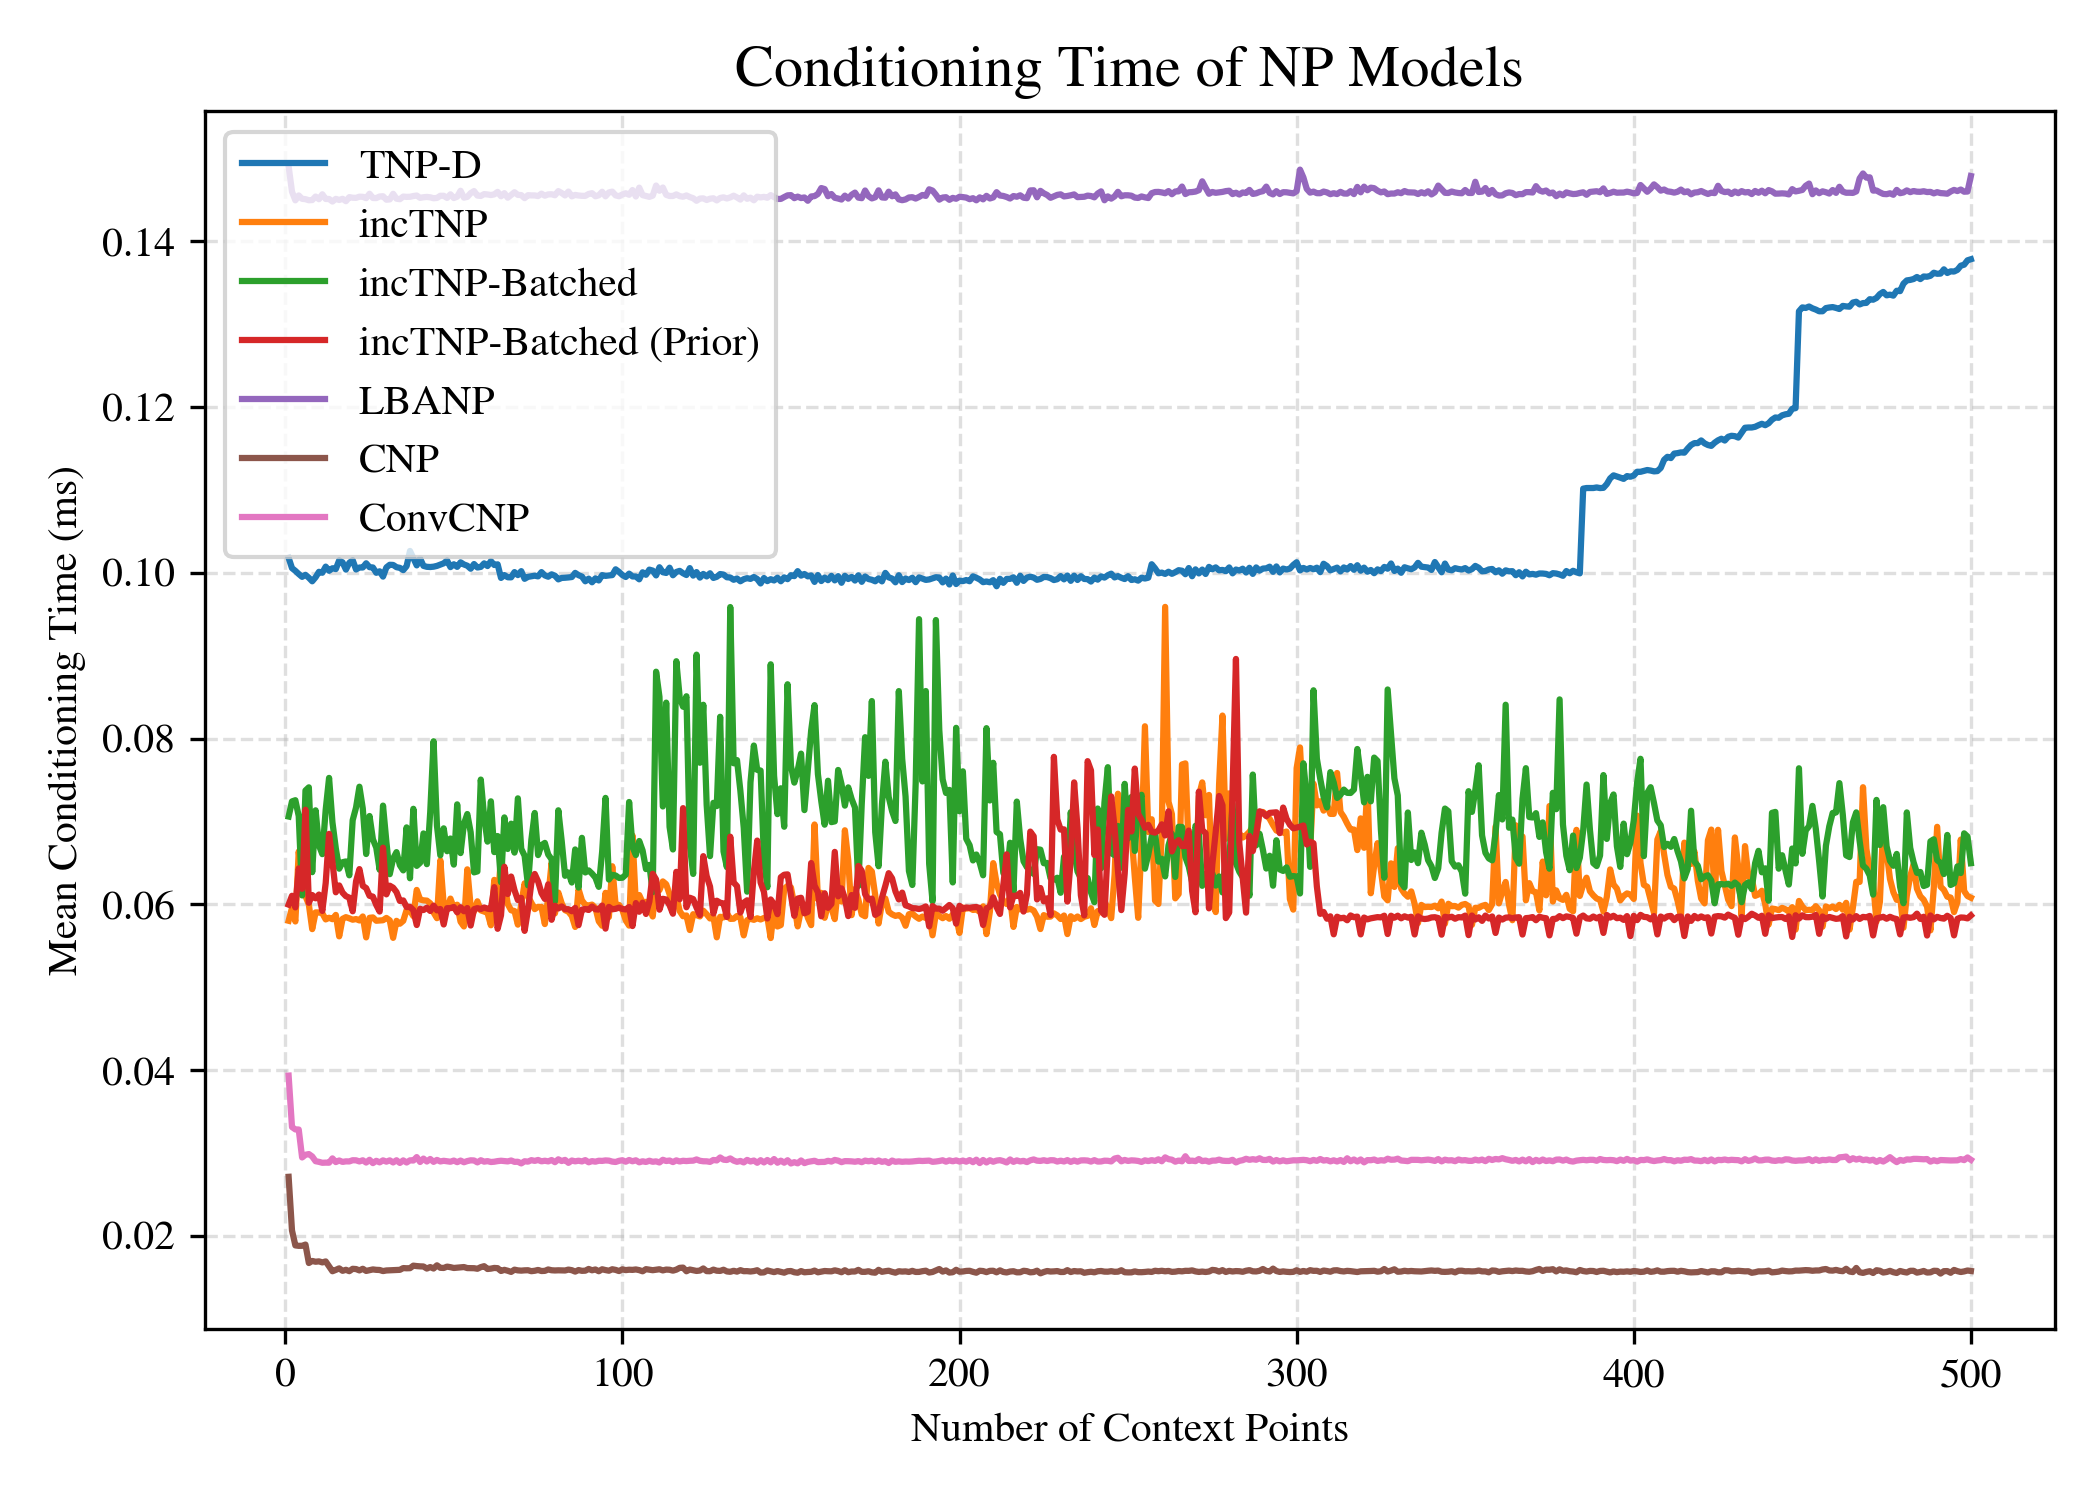 Conditioning Time of NP Models
TNP-D
incTNP
incTNP-Batched
incTNP-Batched (Prior)
LBANP
CNP
ConvCNP
0.14
0.12
0.10
0.08
0.06
0.04
0.02
Mean Conditioning Time (ms)
0 100 200 300 400 500
Number of Context Points